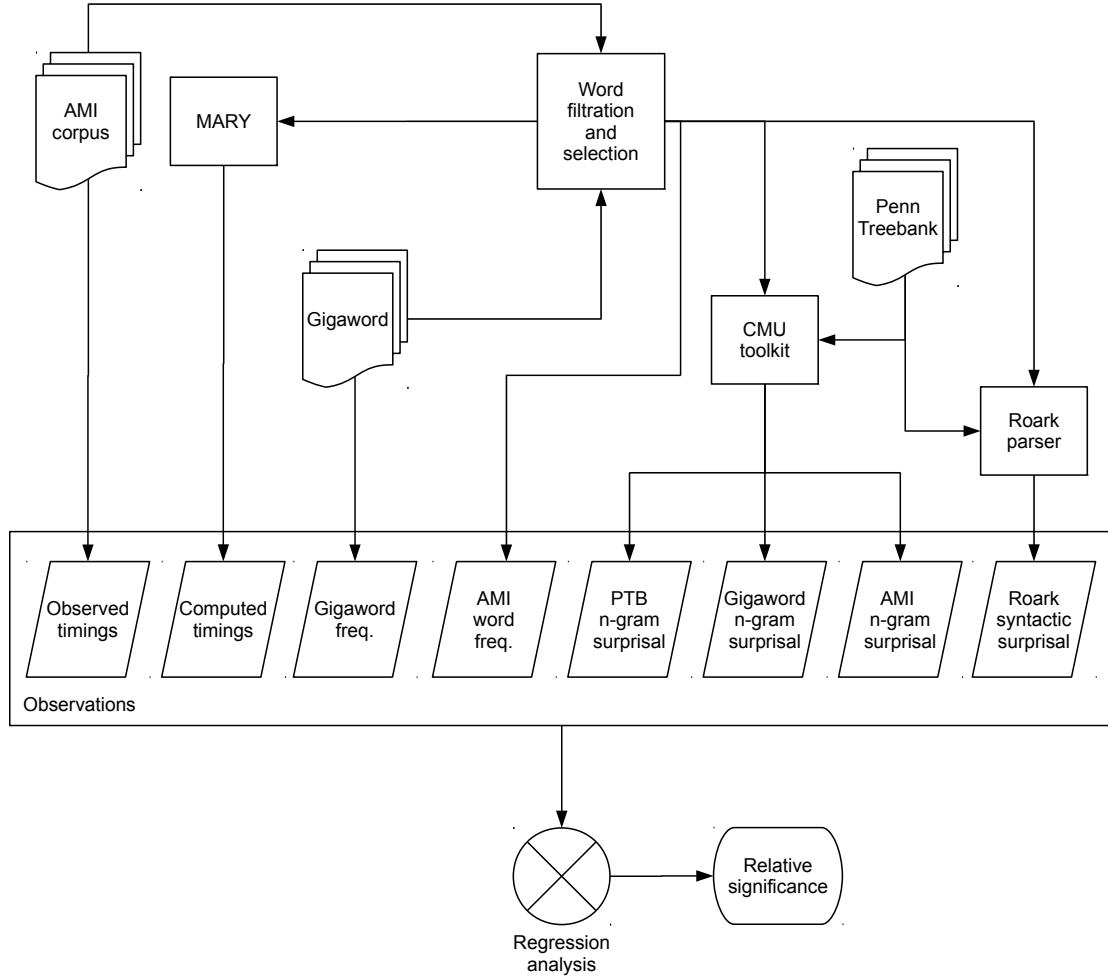 AMI
corpus
MARY
Word
filtration
and
selection
Penn
Treebank
Gigaword
CMU
toolkit
Roark
parser
Observed
timings
Computed
timings
Gigaword
freq.
AMI
word
freq.
PTB
n-gram
surprisal
Gigaword
n-gram
surprisal
AMI
n-gram
surprisal
Roark
syntactic
surprisal
Observations
Relative
significance
Regression
analysis